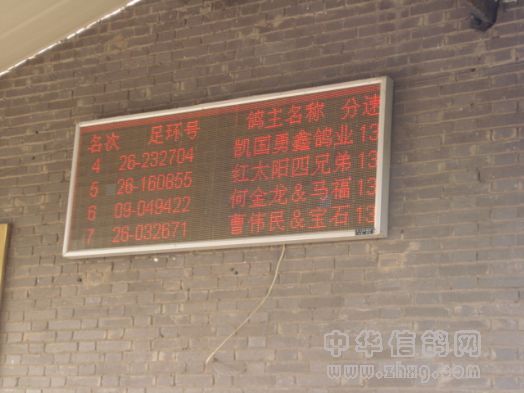 名次 足环号 鸽主名称 分速
4 26-232704 凯国勇鑫鸽业 13
5 26-160855 红太阳四兄弟 13
6 09-049422 何金龙&马福 13
7 26-032671 曹伟民&宝石 13
中华信鸽网
www.zhxg.com